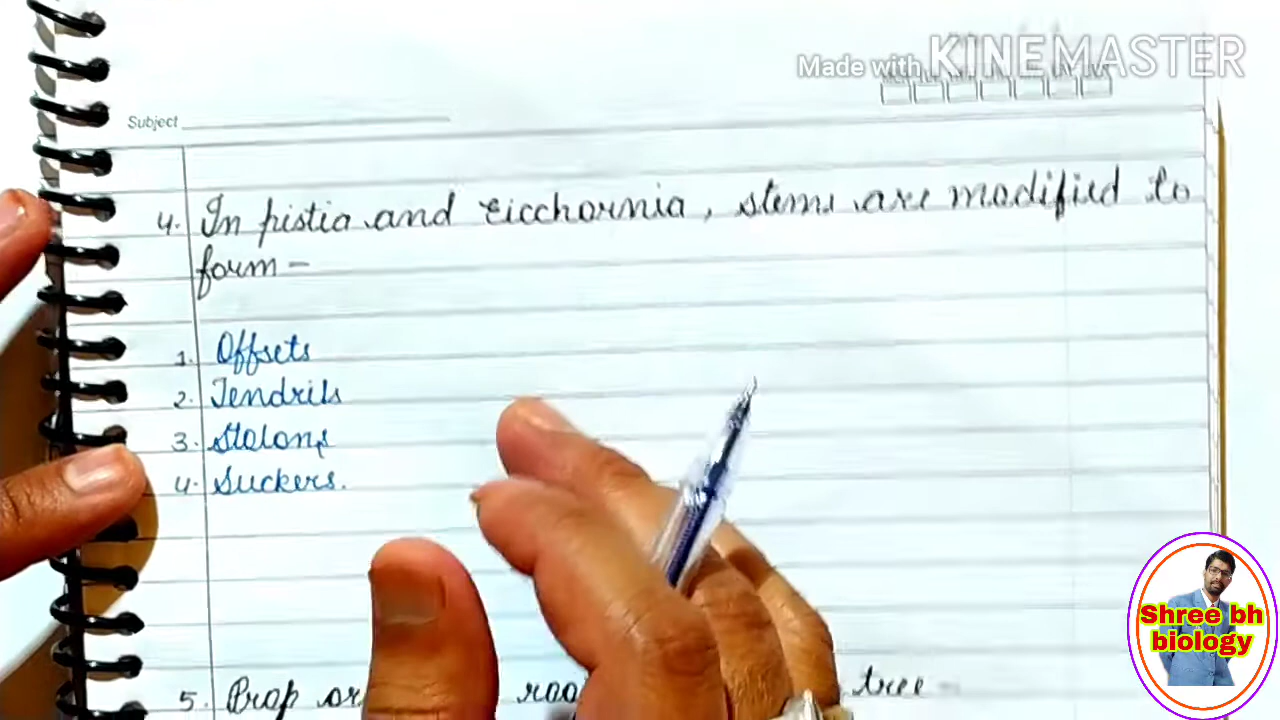 Made with KINEMASTER
Subject
4. In pistia and Eicchornia, stems are modified to
form-
1. Offsets
2. Tendrils
3. Stolons
4. Suckers.
5. Prop or tree -
Shree bh
biology